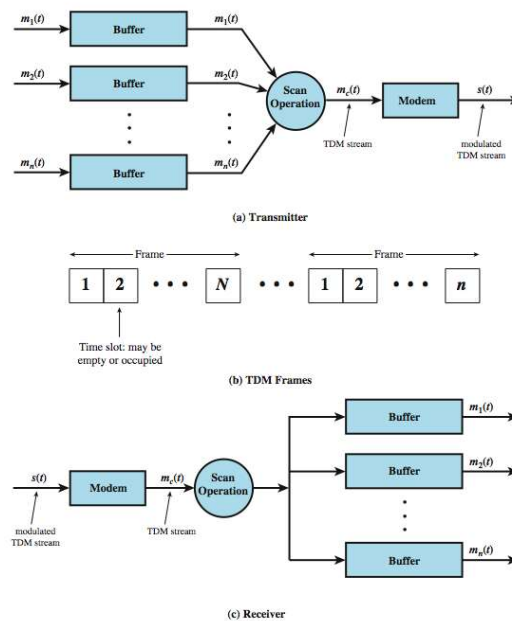 m₁(t) Buffer m₁(t)
m₂(t) Buffer m₂(t)
Scan
Operation
m_c(t) Modem s(t)
TDM stream
modulated
TDM stream
mₙ(t) Buffer mₙ(t)
(a) Transmitter
Frame Frame
1 2 • • • N • • • 1 2 • • • n
Time slot: may be
empty or occupied
(b) TDM Frames
Buffer m₁(t)
s(t) Modem m_c(t) Scan
Operation
Buffer m₂(t)
modulated
TDM stream
TDM stream
Buffer mₙ(t)
(c) Receiver